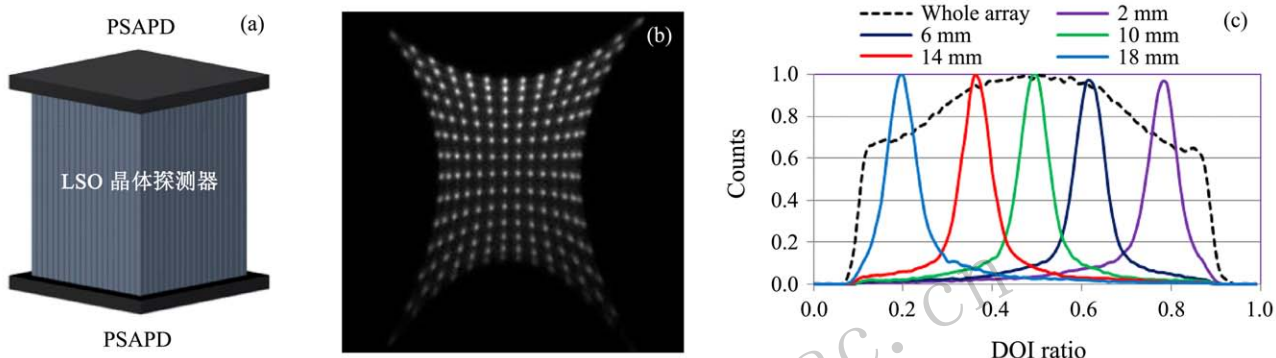 PSAPD
(a)
LSO 晶体探测器
PSAPD
(b)
(c)
Whole array
2 mm
6 mm
10 mm
14 mm
18 mm
Counts
1.0
0.8
0.6
0.4
0.2
0.0
0.0 0.2 0.4 0.6 0.8 1.0
DOI ratio
ac. cn